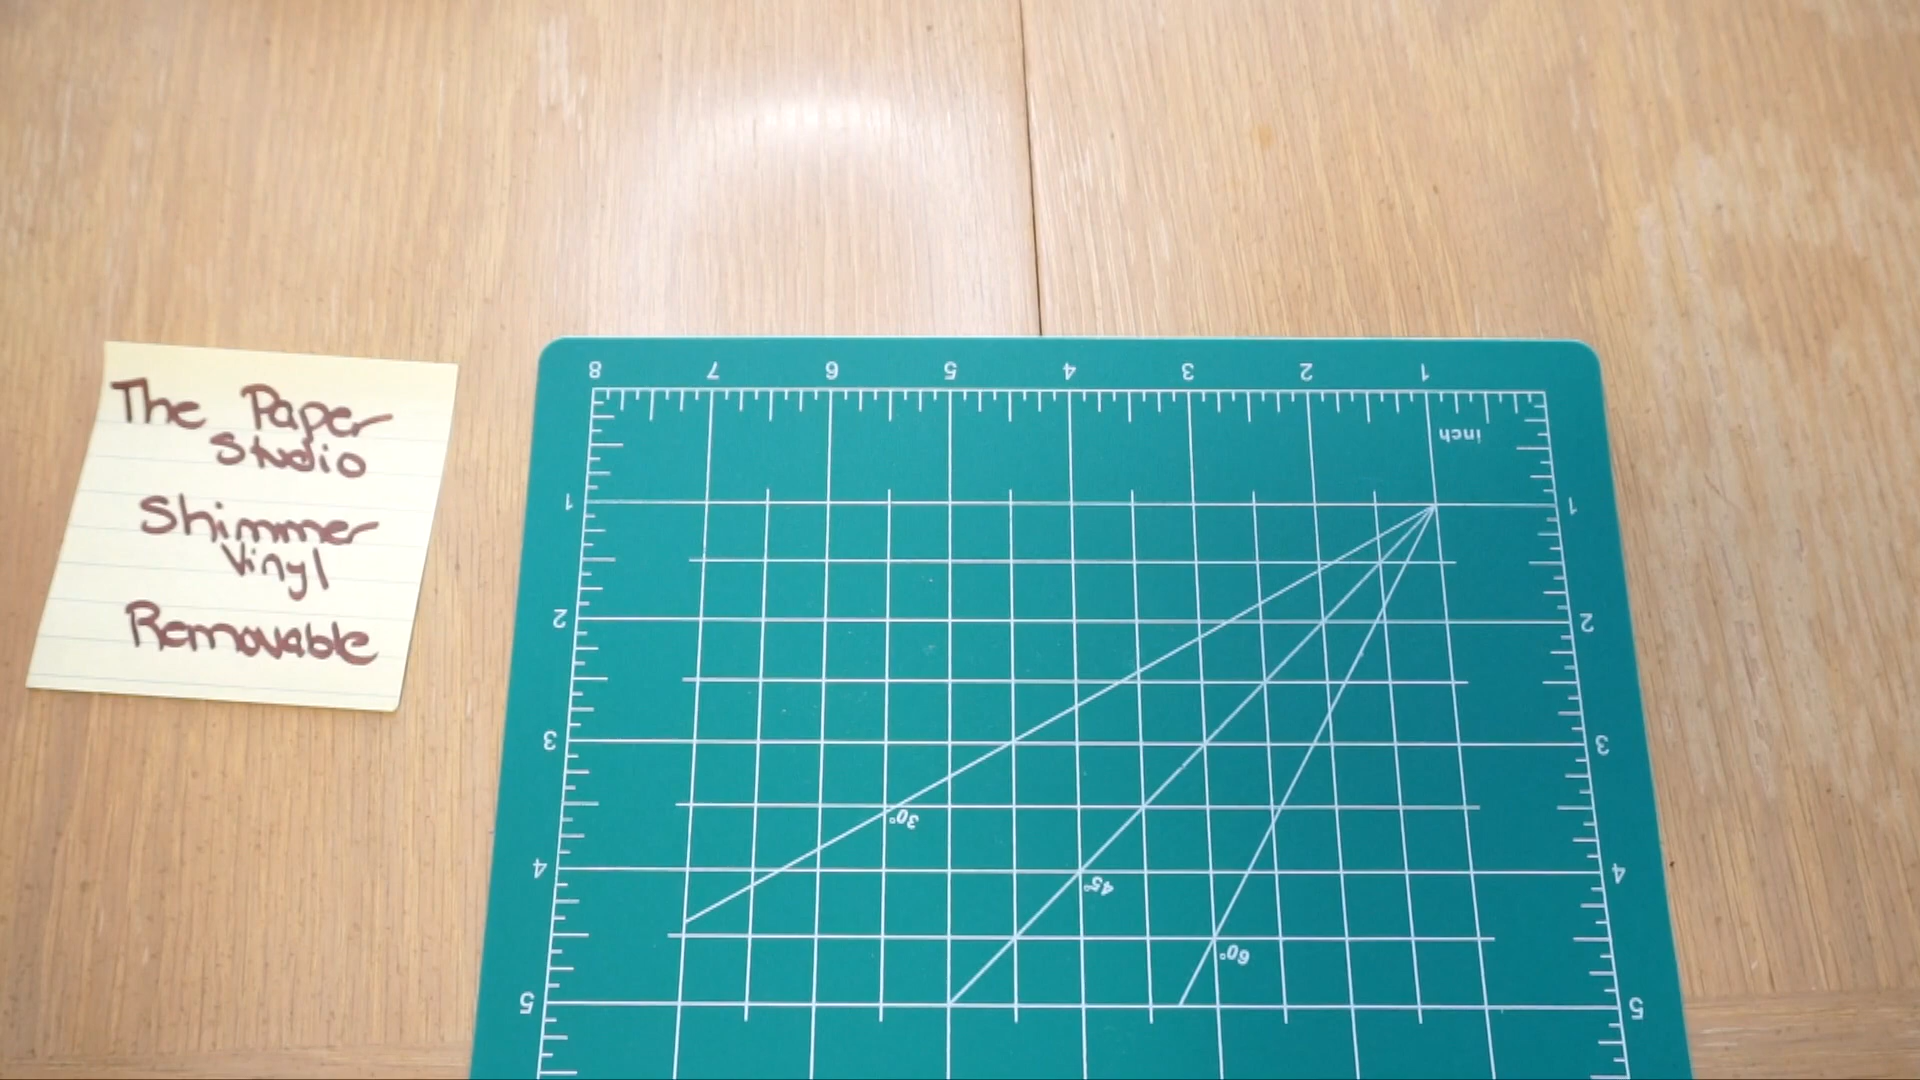 The Paper
Studio
Shimmer
Vinyl
Removable
8 7 6 5 4 3 2 1
inch
1 1
2 2
3 3
30°
4 4
45°
60°
5 5